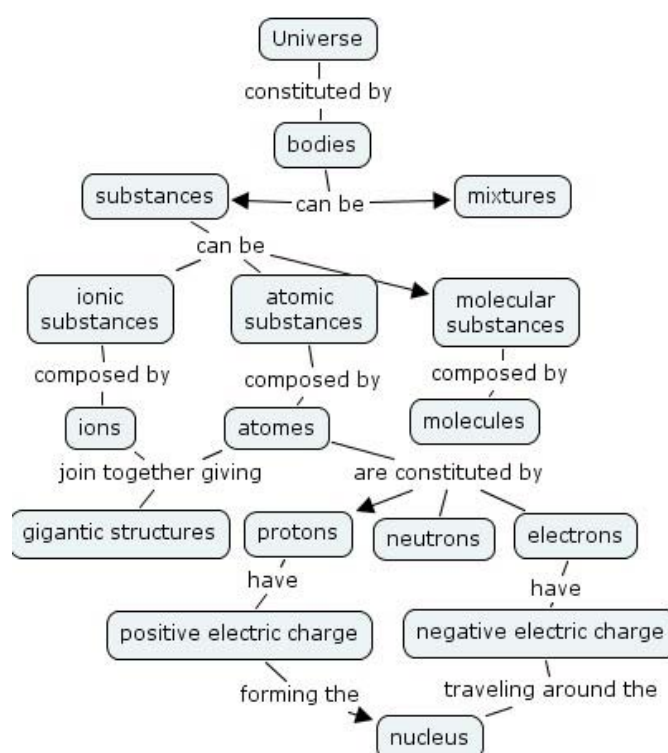 Universe
constituted by
bodies
substances
can be
mixtures
can be
ionic
substances
atomic
substances
molecular
substances
composed by
composed by
composed by
ions
atomes
molecules
join together giving
are constituted by
gigantic structures
protons
neutrons
electrons
have
have
positive electric charge
negative electric charge
forming the
traveling around the
nucleus